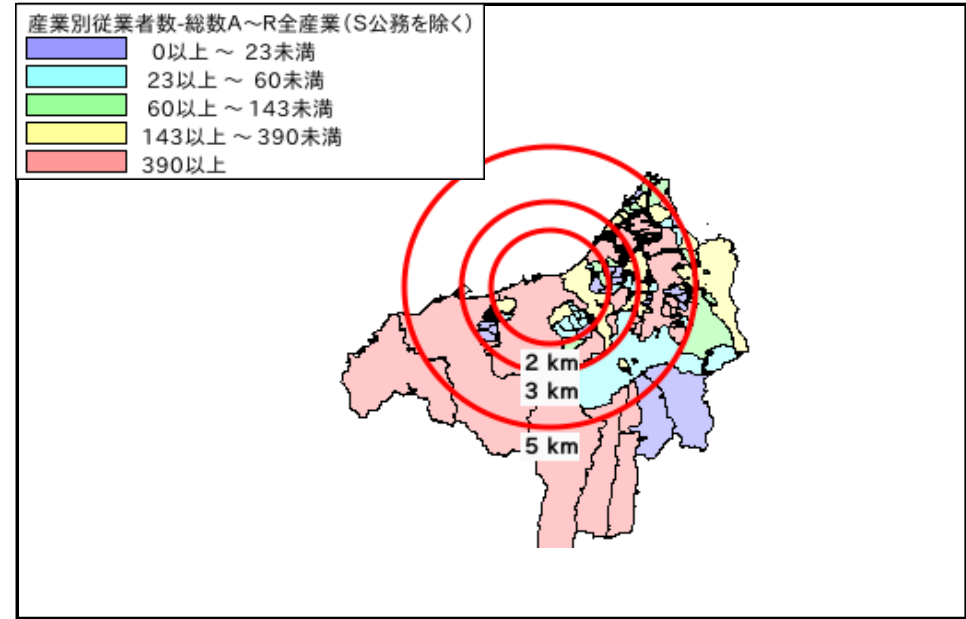 産業別従業者数-総数A～R全産業（S公務を除く）
0以上 ～ 23未満
23以上 ～ 60未満
60以上 ～ 143未満
143以上 ～ 390未満
390以上
2 km
3 km
5 km